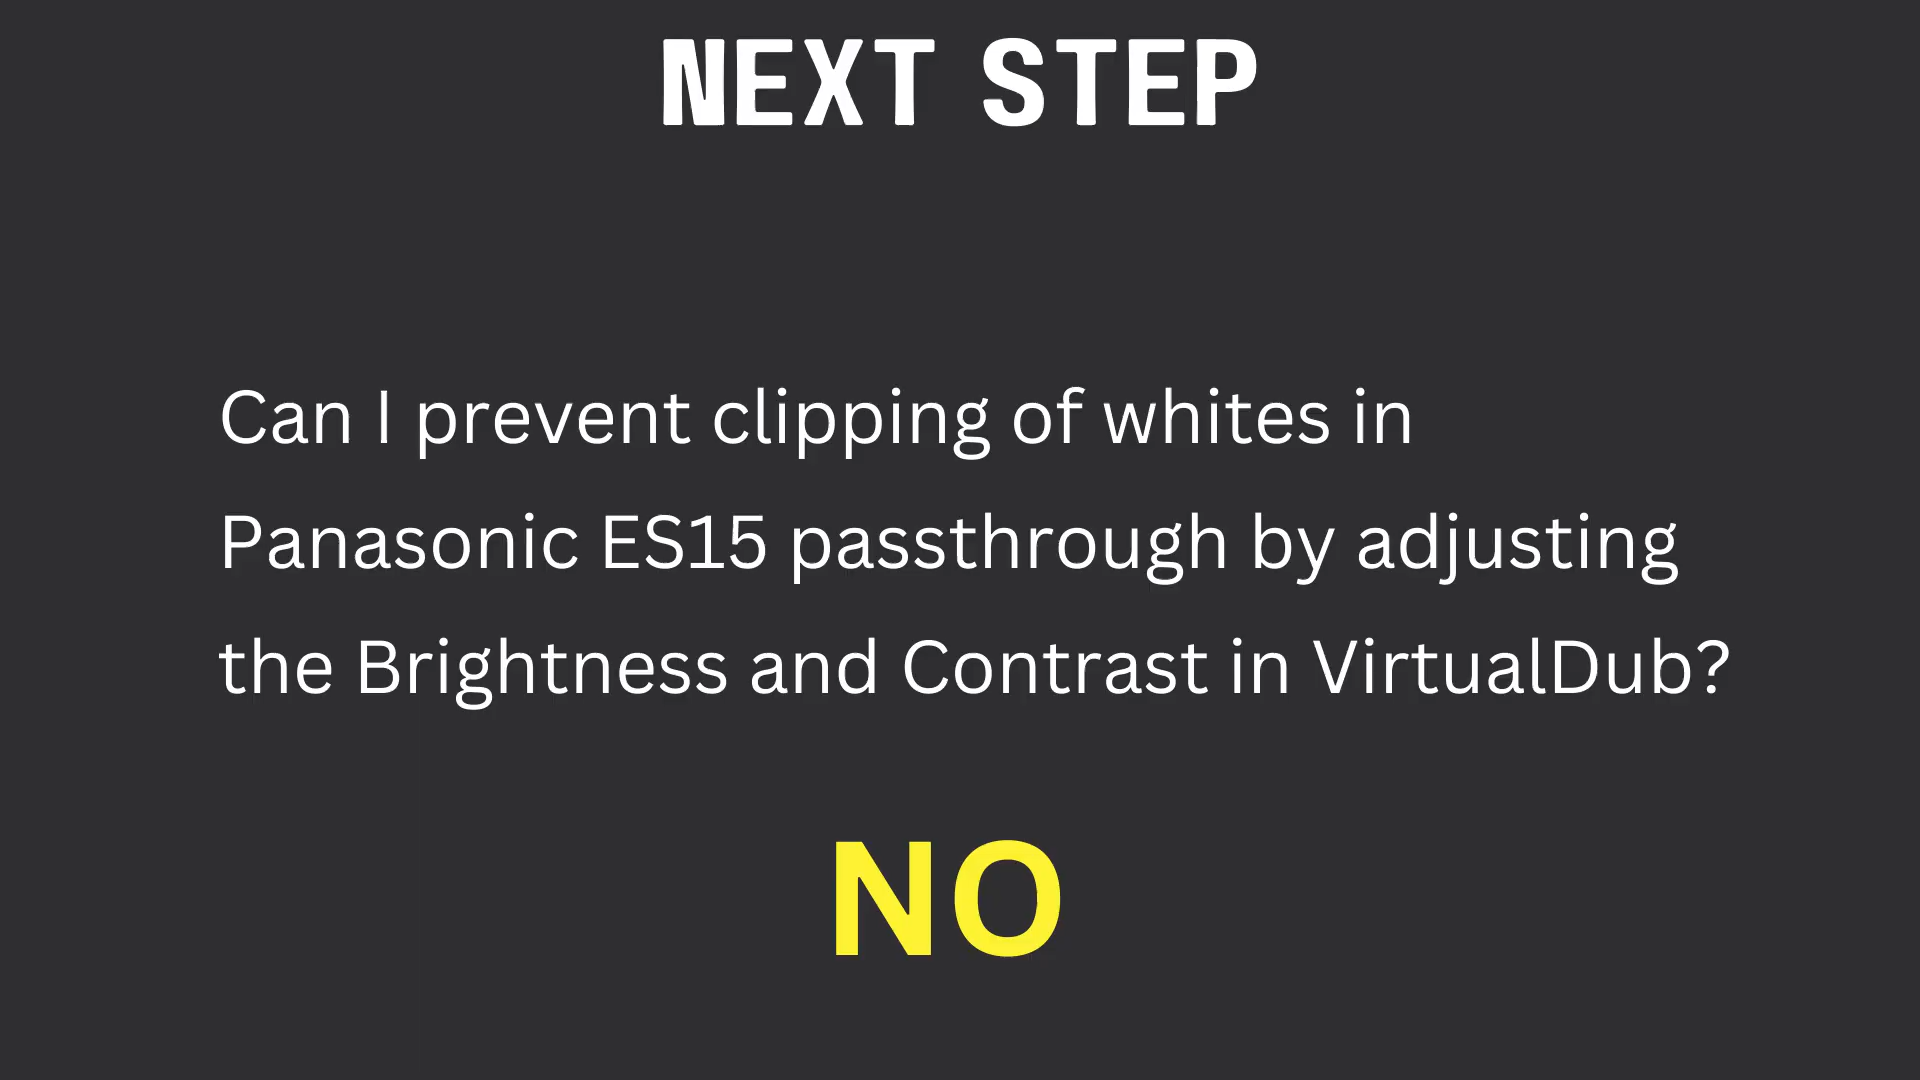 NEXT STEP
Can I prevent clipping of whites in
Panasonic ES15 passthrough by adjusting
the Brightness and Contrast in VirtualDub?
NO